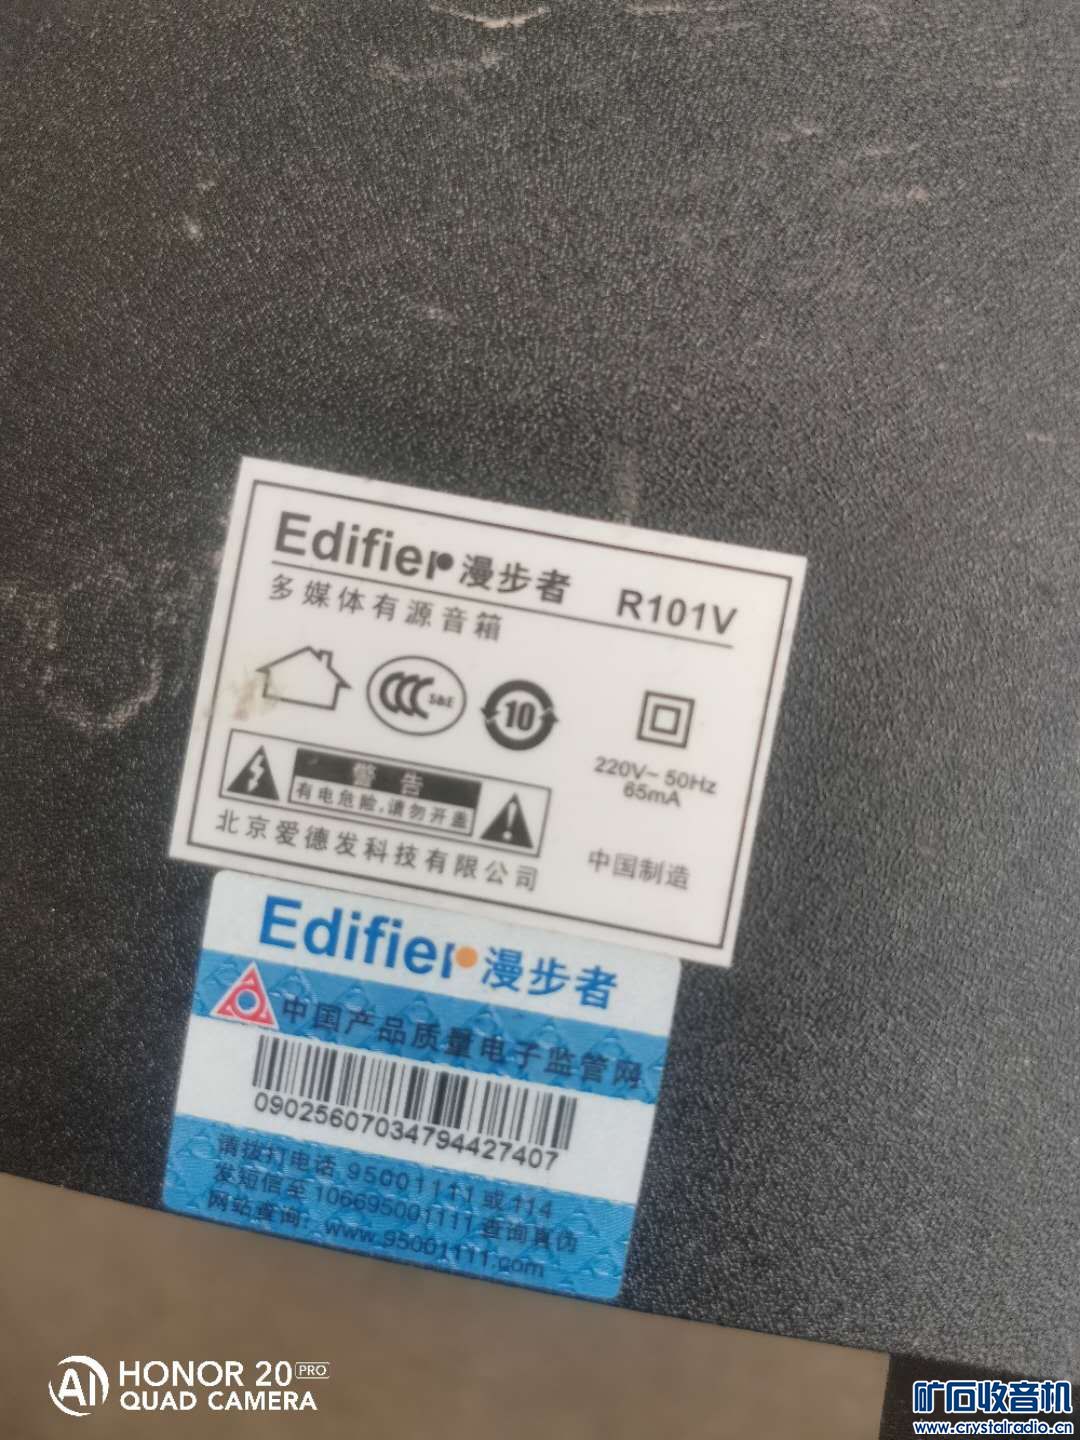 Edifier 漫步者 R101V
多媒体有源音箱
CCC S&E
10
220V~ 50Hz
65mA
警告
有电危险,请勿开盖
北京爱德发科技有限公司
中国制造
Edifier 漫步者
中国产品质量电子监管网
09025607034794427407
请拨打电话 95001111 或 114
发短信至 106695001111 查询真伪
网站查询: www.95001111.com
AI HONOR 20 PRO
QUAD CAMERA
矿石收音机
www.crystalradio.cn